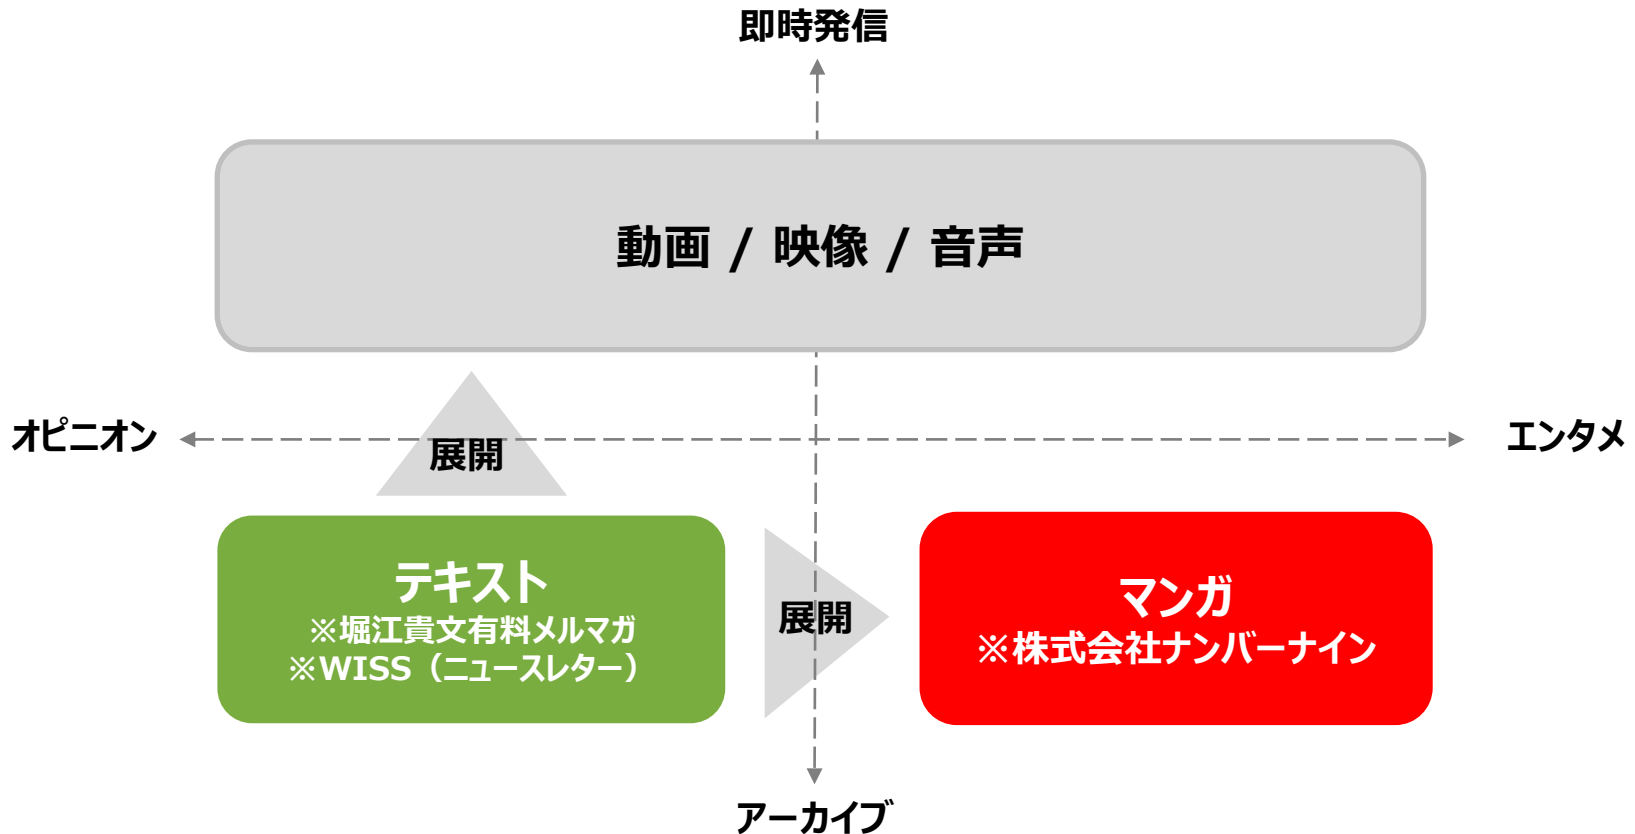 即時発信
動画 / 映像 / 音声
オピニオン
エンタメ
展開
テキスト
※堀江貴文有料メルマガ
※WISS（ニュースレター）
展開
マンガ
※株式会社ナンバーナイン
アーカイブ